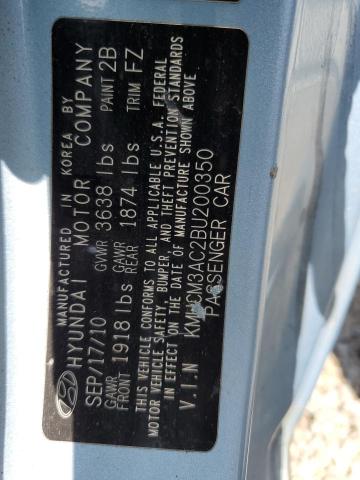 MANUFACTURED IN KOREA BY
HYUNDAI MOTOR COMPANY
SEP/17/10 GVWR 3638 lbs PAINT 2B
GAWR FRONT 1918 lbs GAWR REAR 1874 lbs TRIM FZ
THIS VEHICLE CONFORMS TO ALL APPLICABLE U.S.A. FEDERAL
MOTOR VEHICLE SAFETY, BUMPER, AND THEFT PREVENTION STANDARDS
IN EFFECT ON THE DATE OF MANUFACTURE SHOWN ABOVE
V.I.N KMHCM3AC2BU200350
PASSENGER CAR